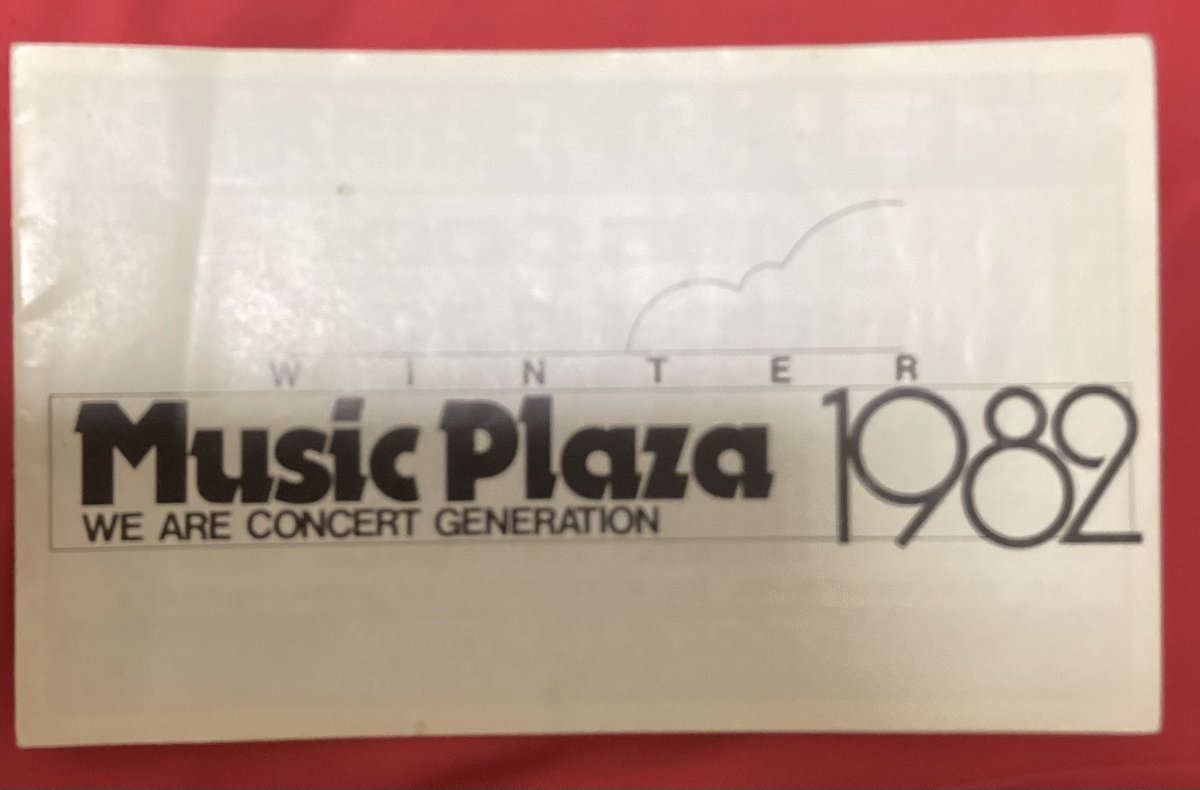 WINTER
Music Plaza 1982
WE ARE CONCERT GENERATION